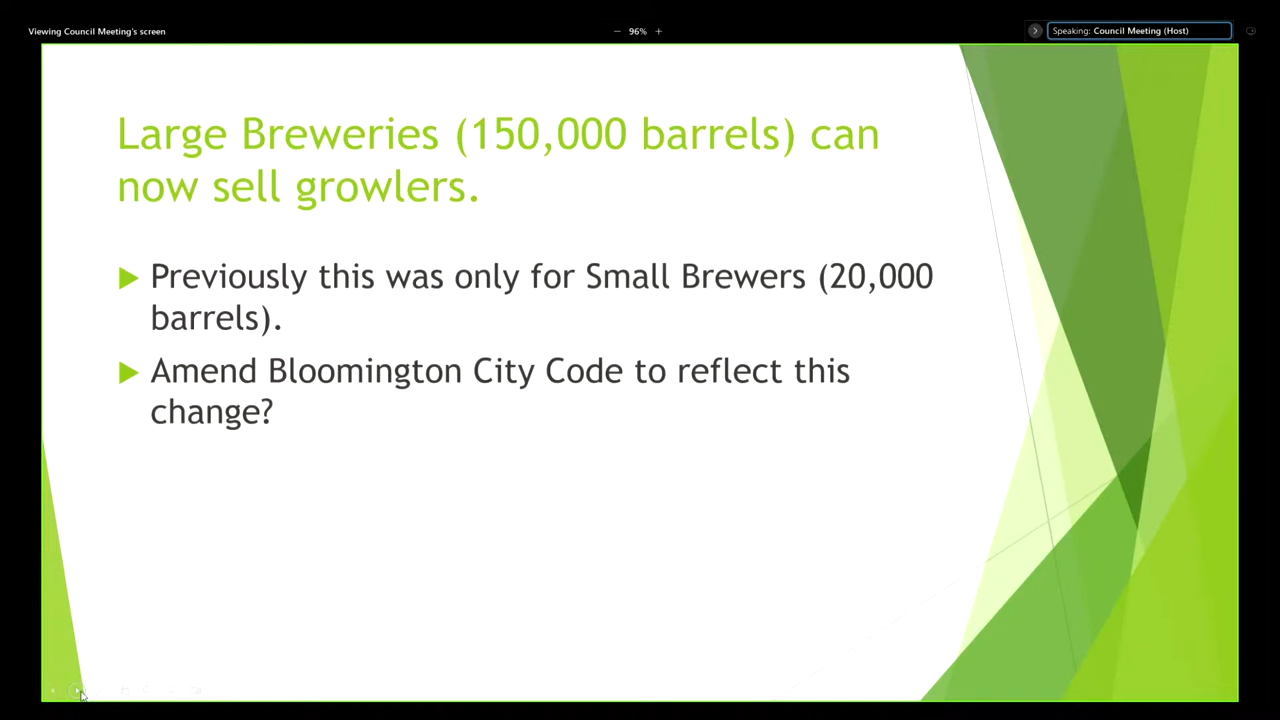 Viewing Council Meeting's screen
− 96% +
Speaking: Council Meeting (Host)
Large Breweries (150,000 barrels) can
now sell growlers.
Previously this was only for Small Brewers (20,000
barrels).
Amend Bloomington City Code to reflect this
change?